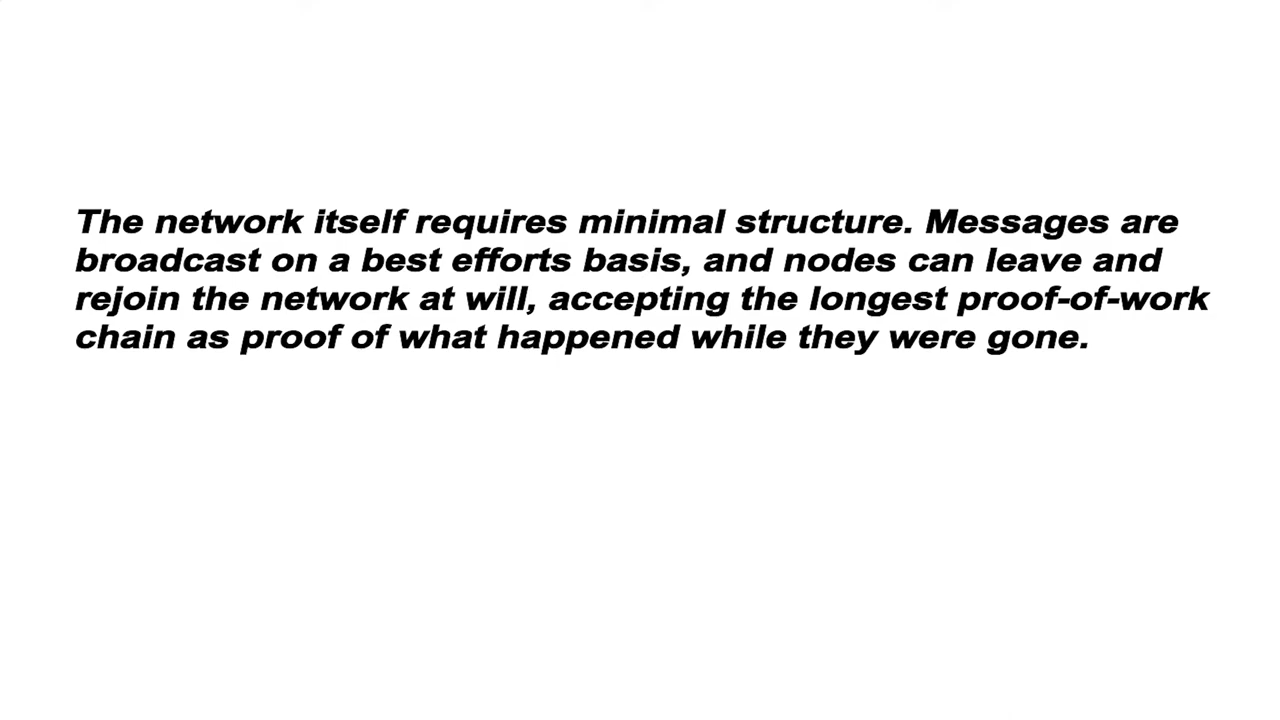 The network itself requires minimal structure. Messages are
broadcast on a best efforts basis, and nodes can leave and
rejoin the network at will, accepting the longest proof-of-work
chain as proof of what happened while they were gone.